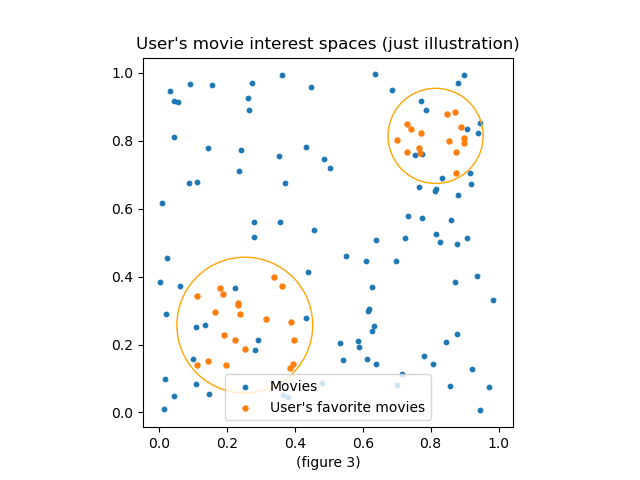 User's movie interest spaces (just illustration)
1.0
0.8
0.6
0.4
0.2
0.0
Movies
User's favorite movies
0.0 0.2 0.4 0.6 0.8 1.0
(figure 3)